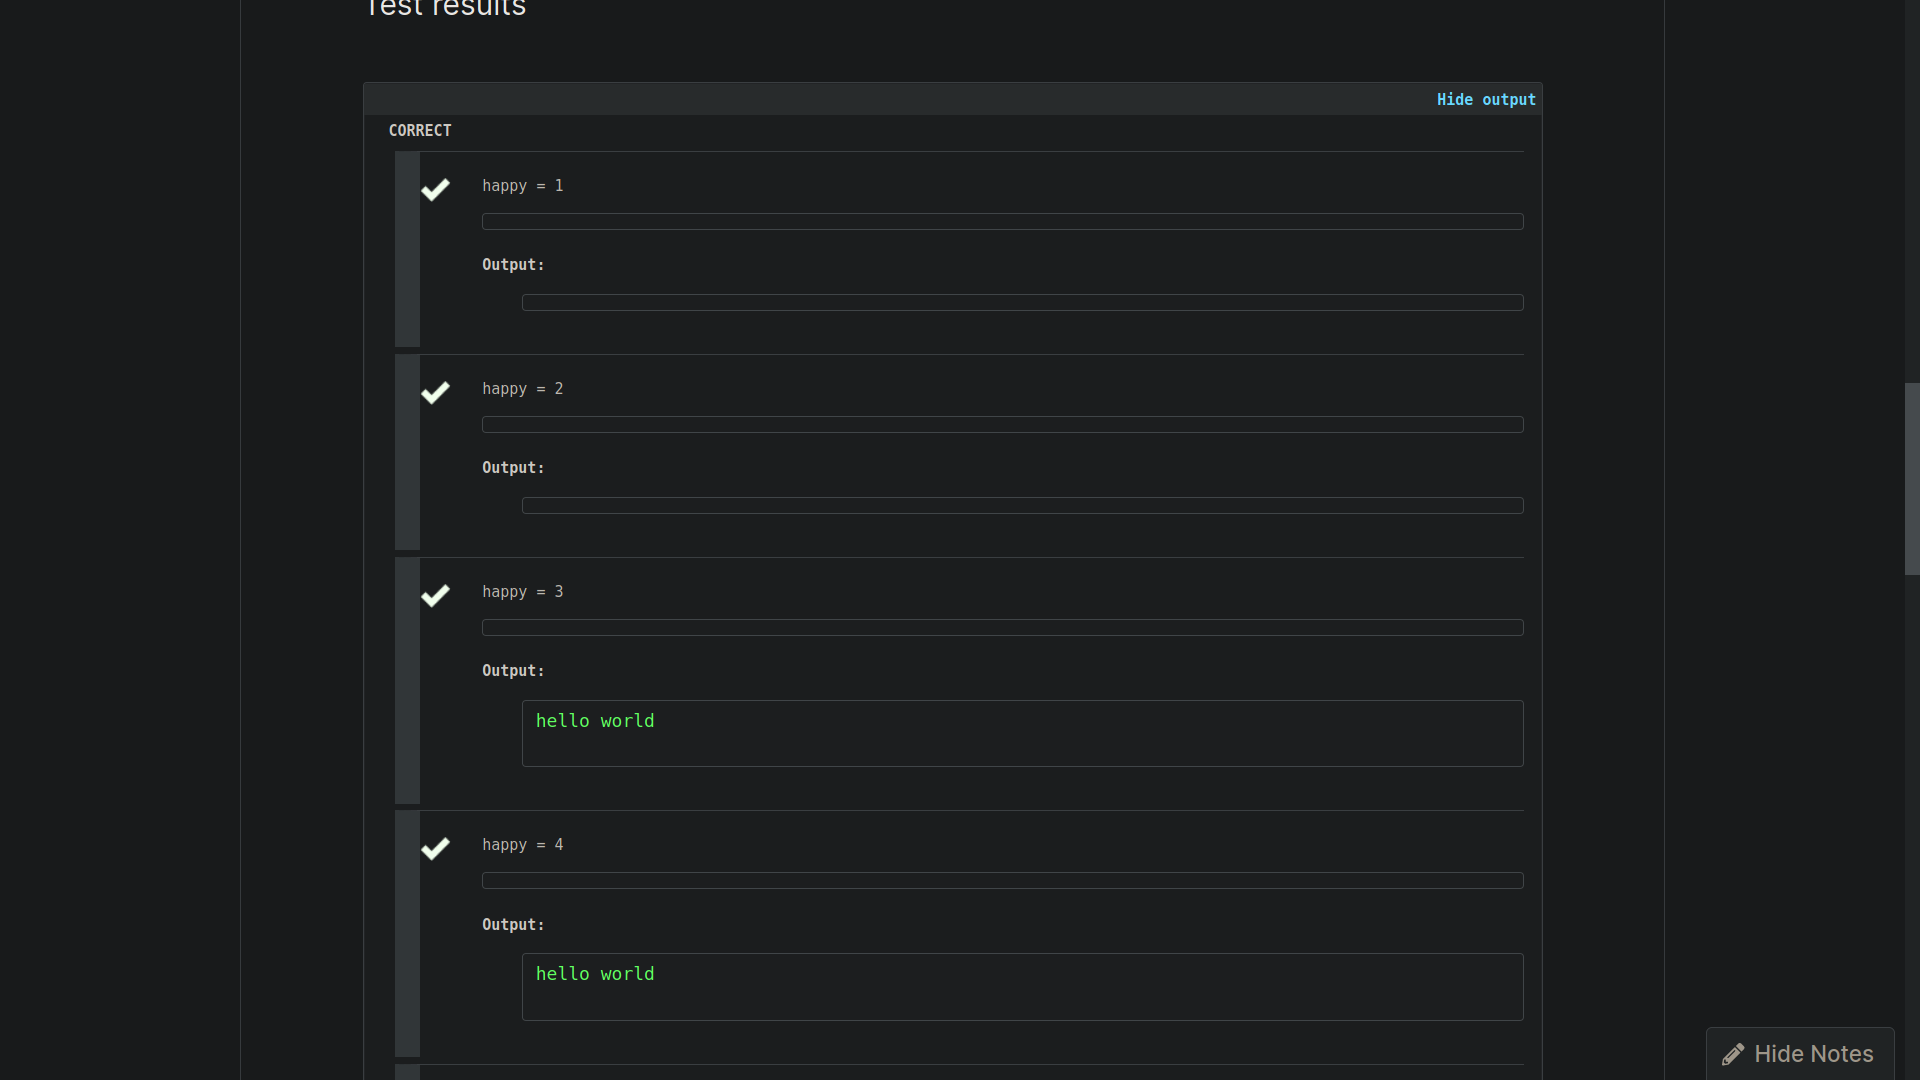 Test results
Hide output
CORRECT
happy = 1
Output:
happy = 2
Output:
happy = 3
Output:
hello world
happy = 4
Output:
hello world
Hide Notes